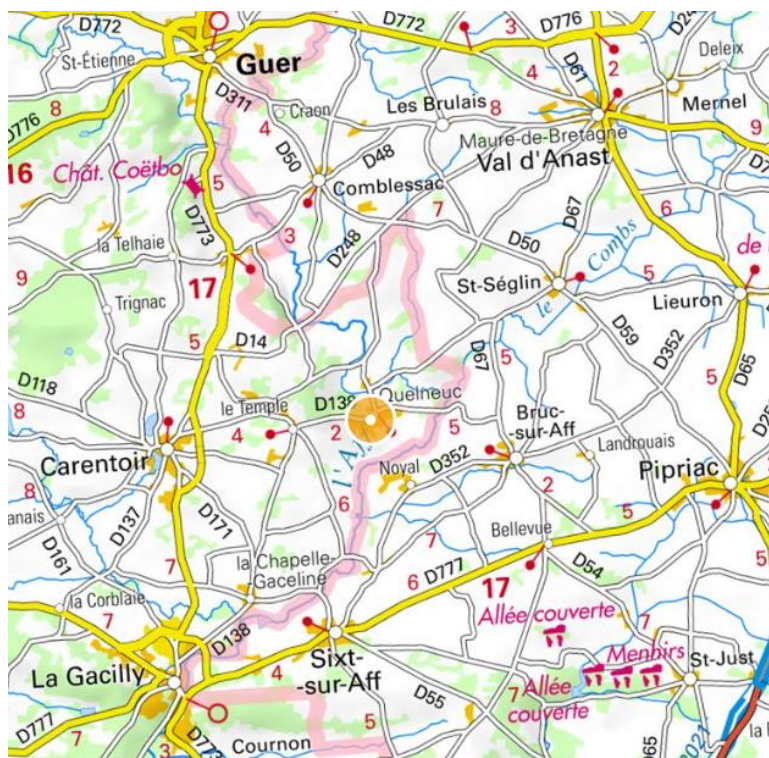 D772
D772
3
D776
D24
St-Étienne
Guer
D61
2
Deleix
4
D311
Craon
Les Brulais
8
Mernel
8
D776
4
Maure-de-Bretagne
9
D50
D48
Val d'Anast
16
Chât. Coëtbo
5
Comblessac
7
D67
6
D773
3
D248
D50
Combs
la Telhaie
le
5
9
17
St-Séglin
Lieuron
Trignac
D59
D352
D65
5
D14
D67
5
5
D118
8
le Temple
D138
Quelneuc
Bruc-
-sur-Aff
4
2
5
Landrouais
Carentoir
Noyal
D352
Pipriac
8
D137
D171
6
2
5
anais
7
Bellevue
D161
la Chapelle-
-Gaceline
7
6
D777
17
D54
5
la Corblaie
7
Allée couverte
7
D138
Menhirs
La Gacilly
Sixt-
-sur-Aff
4
St-Just
D55
7
Allée
couverte
D777
7
5
D773
3
Cournon
D65
2021